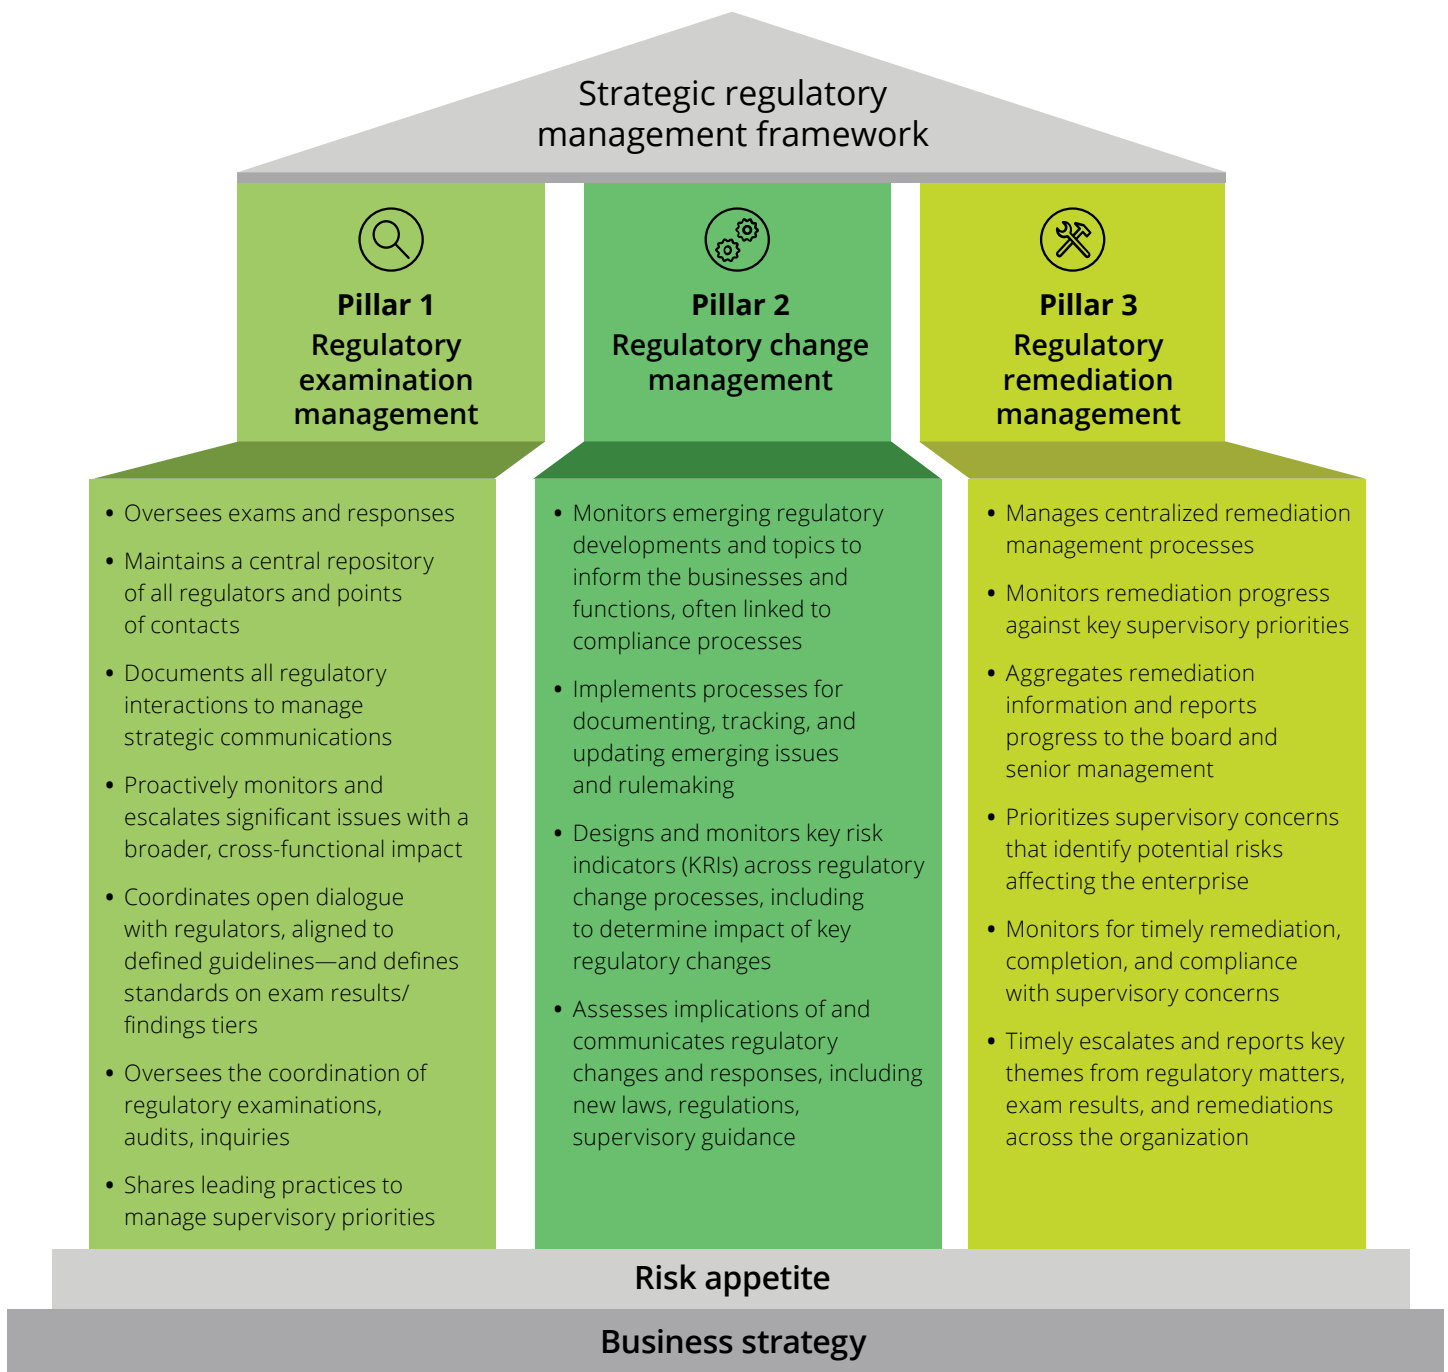 Strategic regulatory
management framework
Pillar 1
Regulatory
examination
management
• Oversees exams and responses
• Maintains a central repository
of all regulators and points
of contacts
• Documents all regulatory
interactions to manage
strategic communications
• Proactively monitors and
escalates significant issues with a
broader, cross-functional impact
• Coordinates open dialogue
with regulators, aligned to
defined guidelines—and defines
standards on exam results/
findings tiers
• Oversees the coordination of
regulatory examinations,
audits, inquiries
• Shares leading practices to
manage supervisory priorities
Pillar 2
Regulatory change
management
• Monitors emerging regulatory
developments and topics to
inform the businesses and
functions, often linked to
compliance processes
• Implements processes for
documenting, tracking, and
updating emerging issues
and rulemaking
• Designs and monitors key risk
indicators (KRIs) across regulatory
change processes, including
to determine impact of key
regulatory changes
• Assesses implications of and
communicates regulatory
changes and responses, including
new laws, regulations,
supervisory guidance
Pillar 3
Regulatory
remediation
management
• Manages centralized remediation
management processes
• Monitors remediation progress
against key supervisory priorities
• Aggregates remediation
information and reports
progress to the board and
senior management
• Prioritizes supervisory concerns
that identify potential risks
affecting the enterprise
• Monitors for timely remediation,
completion, and compliance
with supervisory concerns
• Timely escalates and reports key
themes from regulatory matters,
exam results, and remediations
across the organization
Risk appetite
Business strategy